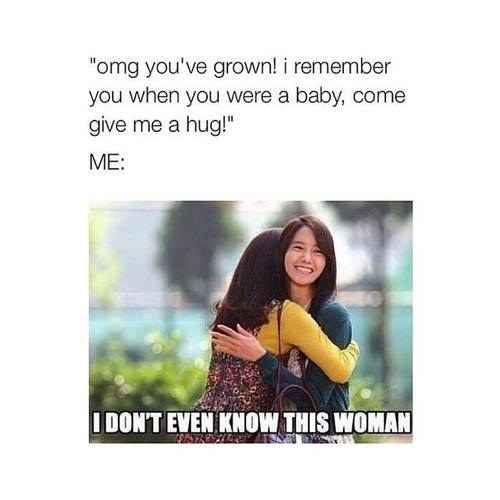 "omg you've grown! i remember
you when you were a baby, come
give me a hug!"
ME:
I DON'T EVEN KNOW THIS WOMAN